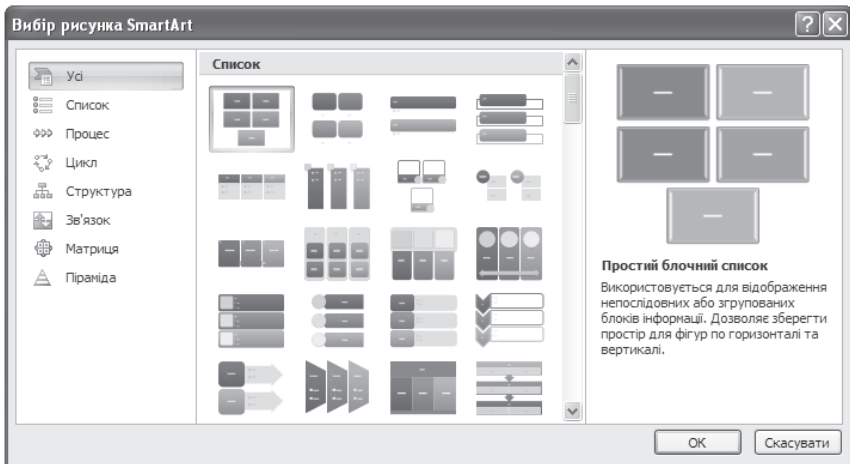 Вибір рисунка SmartArt
Усі
Список
Процес
Цикл
Структура
Зв'язок
Матриця
Піраміда
Список
Простий блочний список
Використовується для відображення
непослідовних або згрупованих
блоків інформації. Дозволяє зберегти
простір для фігур по горизонталі та
вертикалі.
ОК
Скасувати